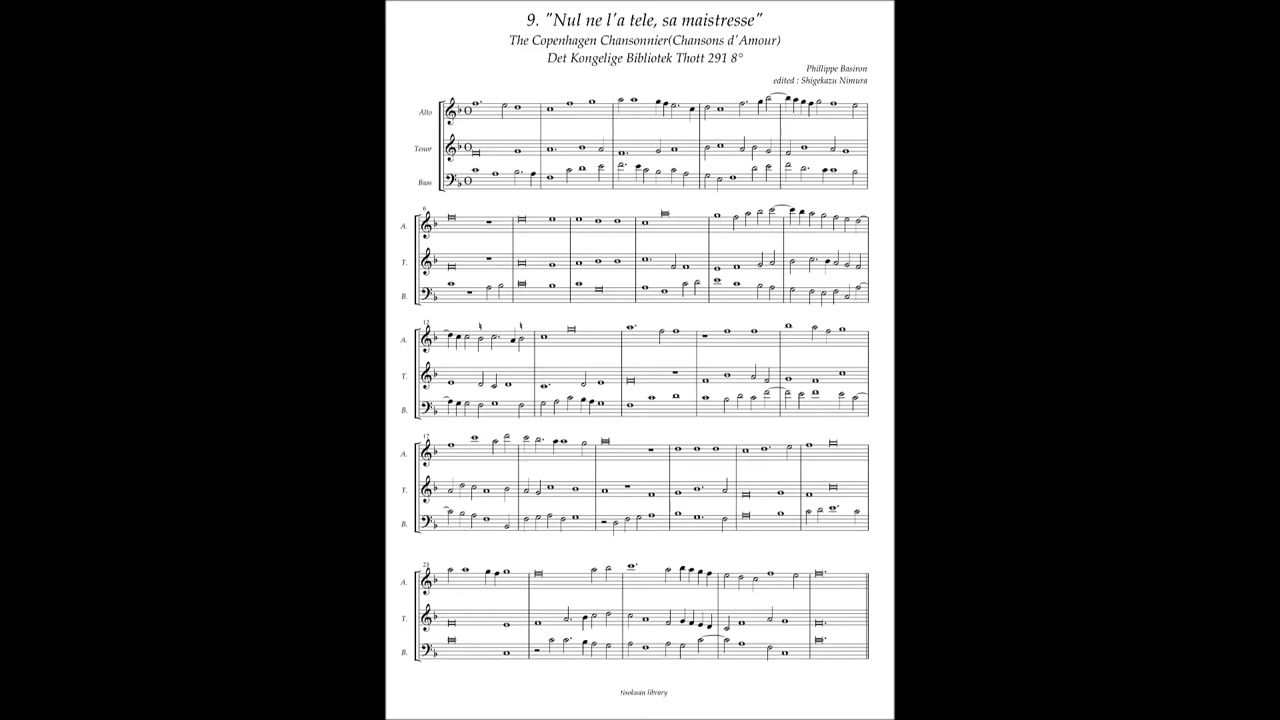 9. "Nul ne l'a tele, sa maistresse"
The Copenhagen Chansonnier(Chansons d'Amour)
Det Kongelige Bibliotek Thott 291 8°
Phillippe Basiron
edited : Shigekazu Nimura
Alto
Tenor
Bass
6
A.
T.
B.
12
A.
T.
B.
17
A.
T.
B.
23
A.
T.
B.
tisokuan library